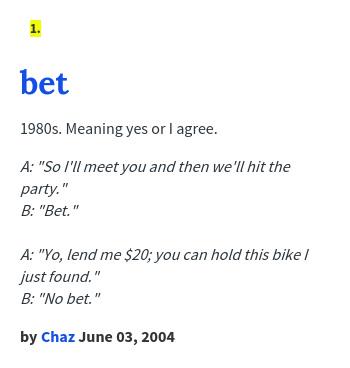 1.
bet
1980s. Meaning yes or I agree.
A: "So I'll meet you and then we'll hit the
party."
B: "Bet."
A: "Yo, lend me $20; you can hold this bike I
just found."
B: "No bet."
by Chaz June 03, 2004